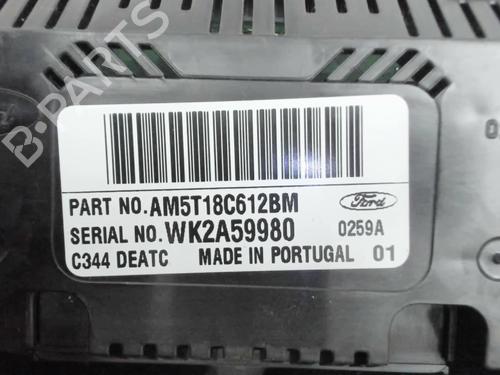 B-PARTS
PART NO. AM5T18C612BM
Ford
SERIAL NO. WK2A59980 0259A
C344 DEATC MADE IN PORTUGAL 01